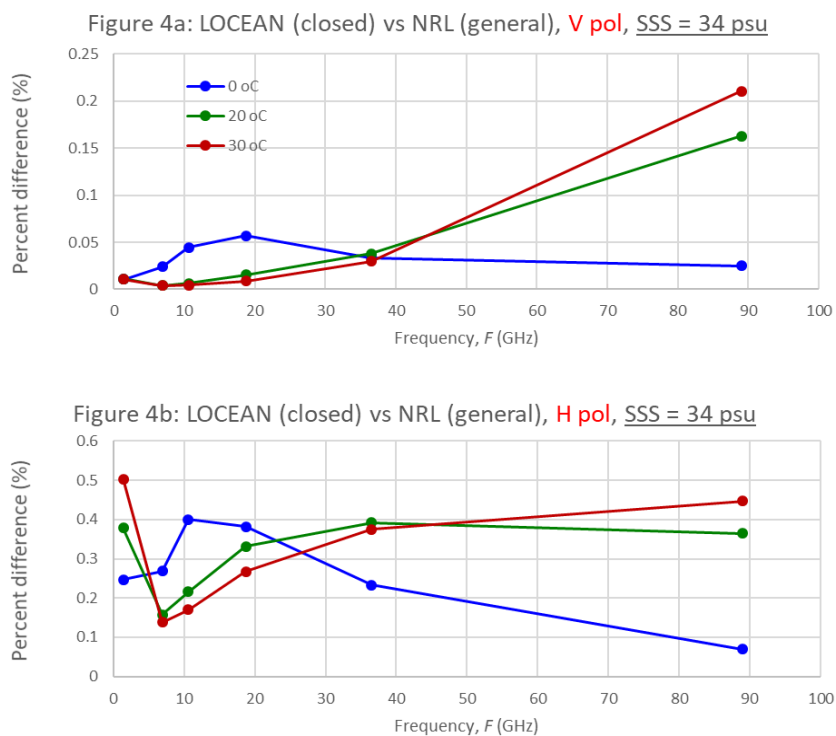 Figure 4a: LOCEAN (closed) vs NRL (general), V pol, SSS = 34 psu
Percent difference (%)
0.25
0.2
0.15
0.1
0.05
0
0 oC
20 oC
30 oC
0 10 20 30 40 50 60 70 80 90 100
Frequency, F (GHz)
Figure 4b: LOCEAN (closed) vs NRL (general), H pol, SSS = 34 psu
Percent difference (%)
0.6
0.5
0.4
0.3
0.2
0.1
0
0 10 20 30 40 50 60 70 80 90 100
Frequency, F (GHz)